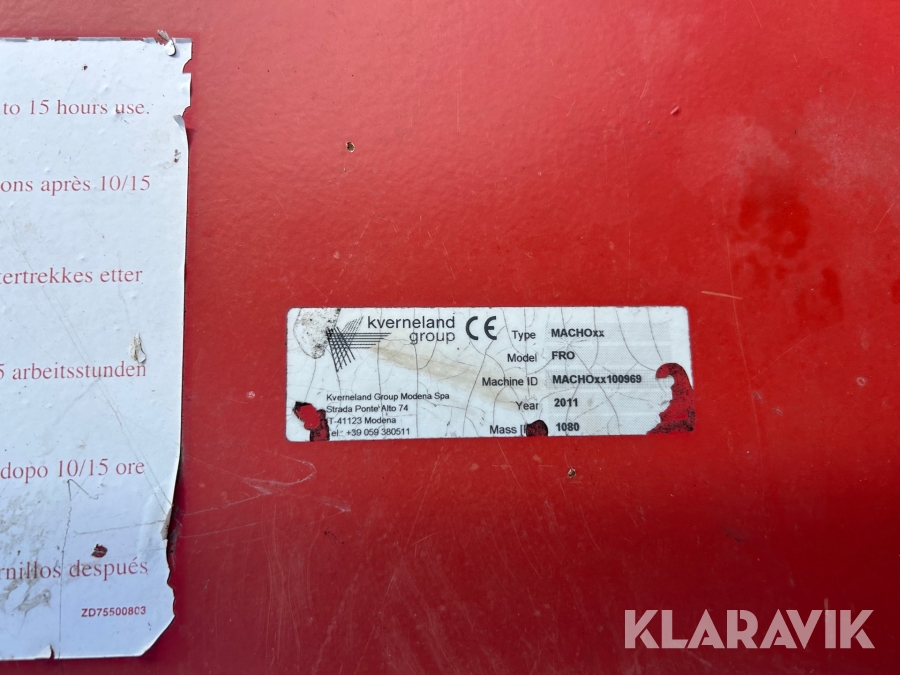 to 15 hours use.
ons après 10/15
tertrekkes etter
5 arbeitsstunden
dopo 10/15 ore
rnillos después
ZD75500803
kverneland
group
CE
Type MACHOxx
Model FRO
Machine ID MACHOxx100969
Year 2011
Mass 1080
Kverneland Group Modena Spa
Strada Ponte Alto 74
IT-41123 Modena
Tel.: +39 059 380511
KLARAVIK